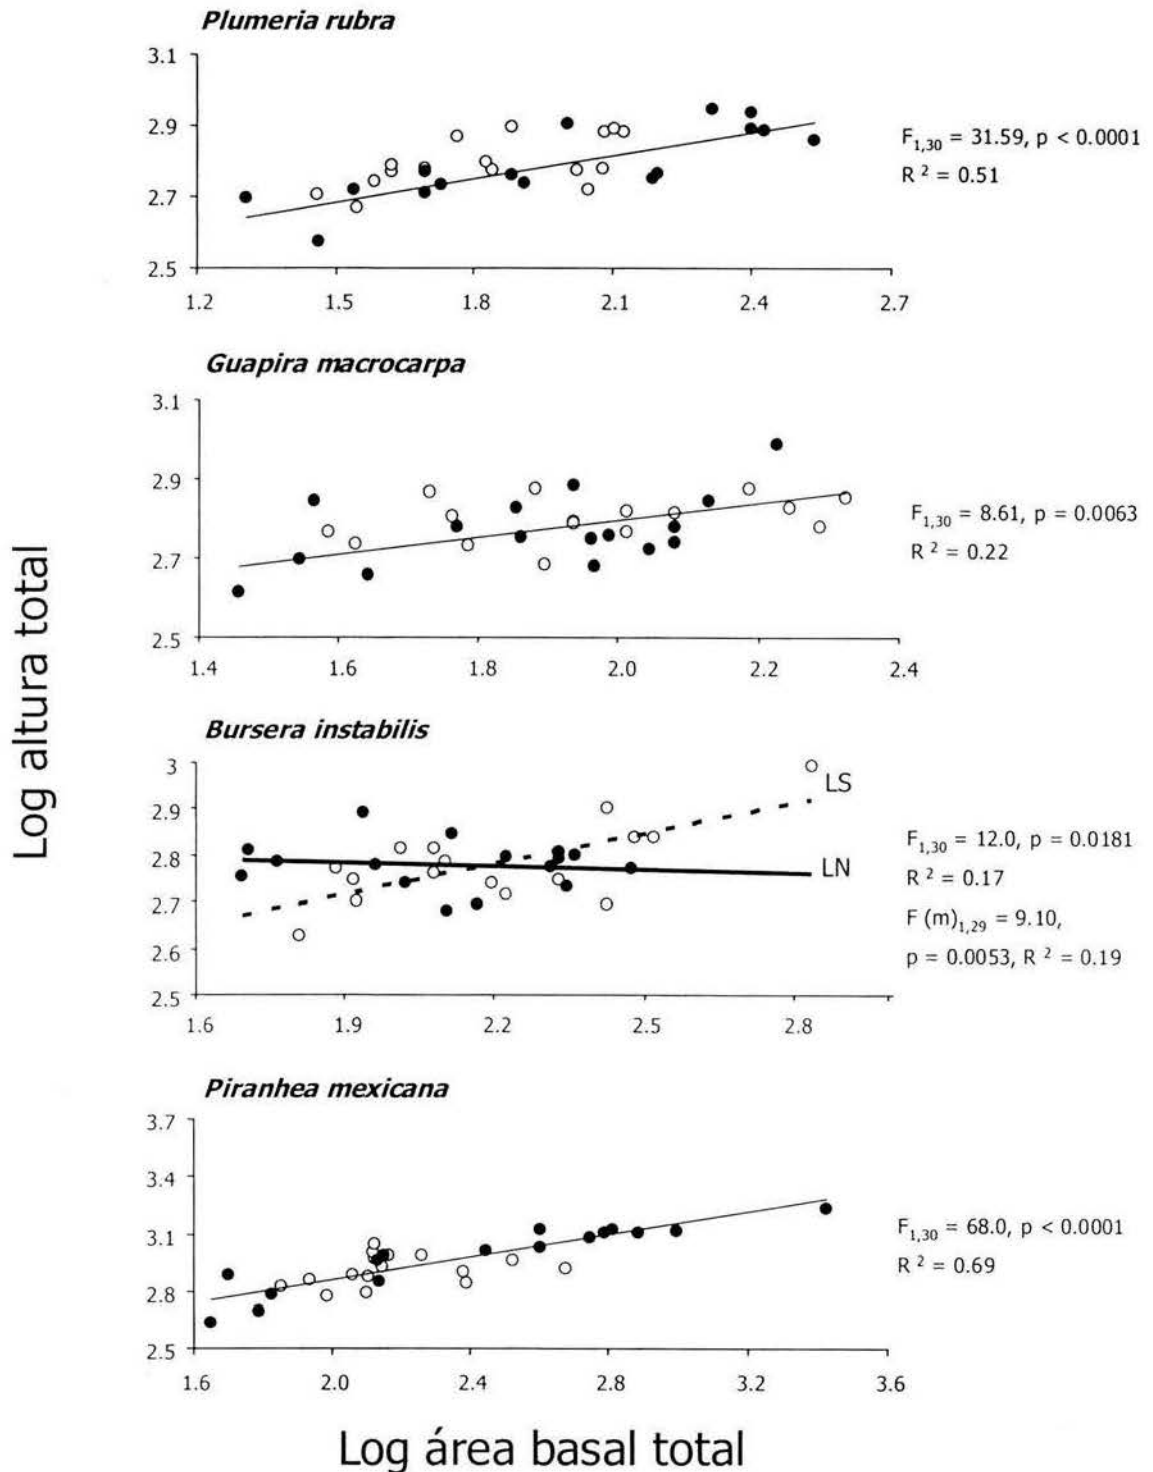 Plumeria rubra
3.1
2.9
2.7
2.5
1.2 1.5 1.8 2.1 2.4 2.7
F1,30 = 31.59, p < 0.0001
R 2 = 0.51
Guapira macrocarpa
3.1
2.9
2.7
2.5
1.4 1.6 1.8 2.0 2.2 2.4
F1,30 = 8.61, p = 0.0063
R 2 = 0.22
Log altura total
Bursera instabilis
3
2.9
2.8
2.7
2.6
2.5
1.6 1.9 2.2 2.5 2.8
LS
LN
F1,30 = 12.0, p = 0.0181
R 2 = 0.17
F (m)1,29 = 9.10,
p = 0.0053, R 2 = 0.19
Piranhea mexicana
3.7
3.4
3.1
2.8
2.5
1.6 2.0 2.4 2.8 3.2 3.6
F1,30 = 68.0, p < 0.0001
R 2 = 0.69
Log área basal total